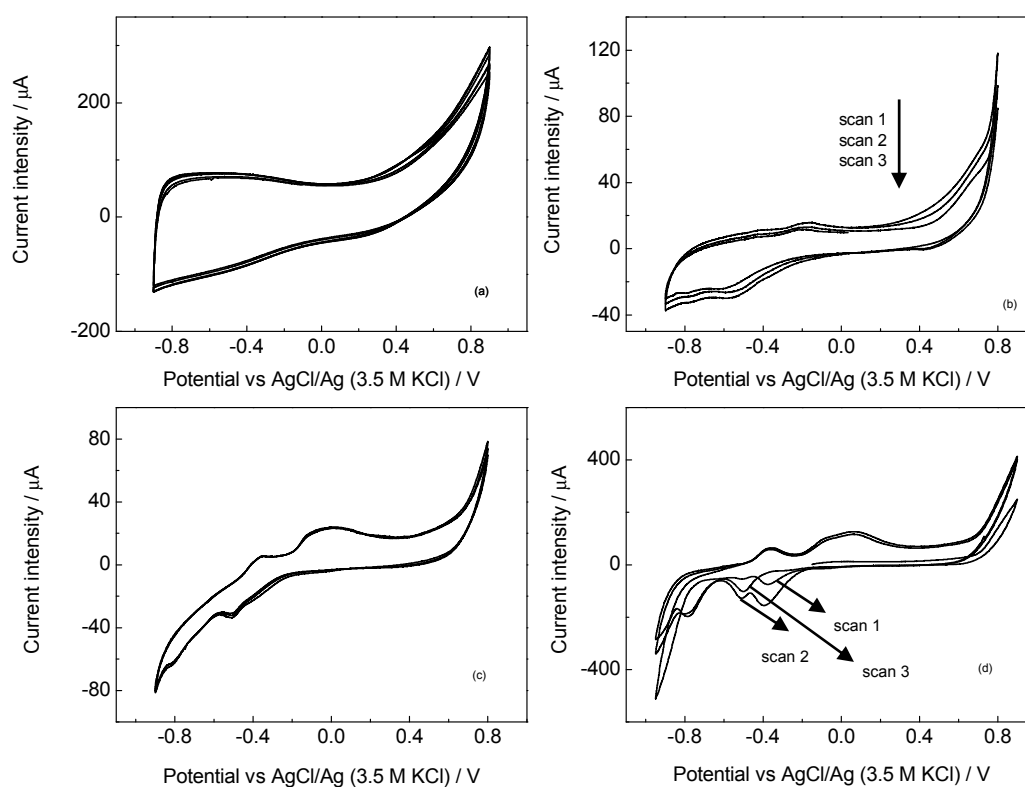 Current intensity / μA
200
100
0
-100
-200
-0.8 -0.4 0.0 0.4 0.8
Potential vs AgCl/Ag (3.5 M KCl) / V
(a)
Current intensity / μA
120
80
40
0
-40
scan 1
scan 2
scan 3
-0.8 -0.4 0.0 0.4 0.8
Potential vs AgCl/Ag (3.5 M KCl) / V
(b)
Current intensity / μA
80
40
0
-40
-80
-0.8 -0.4 0.0 0.4 0.8
Potential vs AgCl/Ag (3.5 M KCl) / V
(c)
Current intensity / μA
400
0
-400
scan 1
scan 2
scan 3
-0.8 -0.4 0.0 0.4 0.8
Potential vs AgCl/Ag (3.5 M KCl) / V
(d)